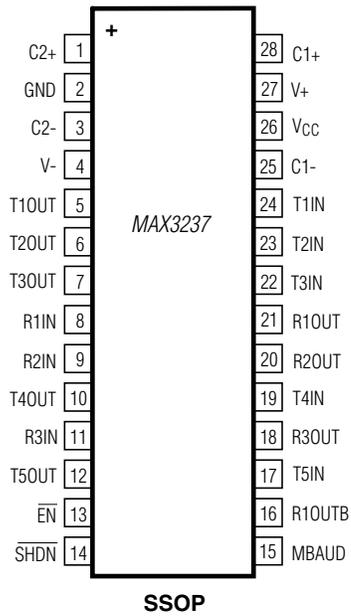 +
C2+ 1 28 C1+
GND 2 27 V+
C2- 3 26 VCC
V- 4 25 C1-
T1OUT 5 24 T1IN
MAX3237
T2OUT 6 23 T2IN
T3OUT 7 22 T3IN
R1IN 8 21 R1OUT
R2IN 9 20 R2OUT
T4OUT 10 19 T4IN
R3IN 11 18 R3OUT
T5OUT 12 17 T5IN
E̅N̅ 13 16 R1OUTB
S̅H̅D̅N̅ 14 15 MBAUD
SSOP